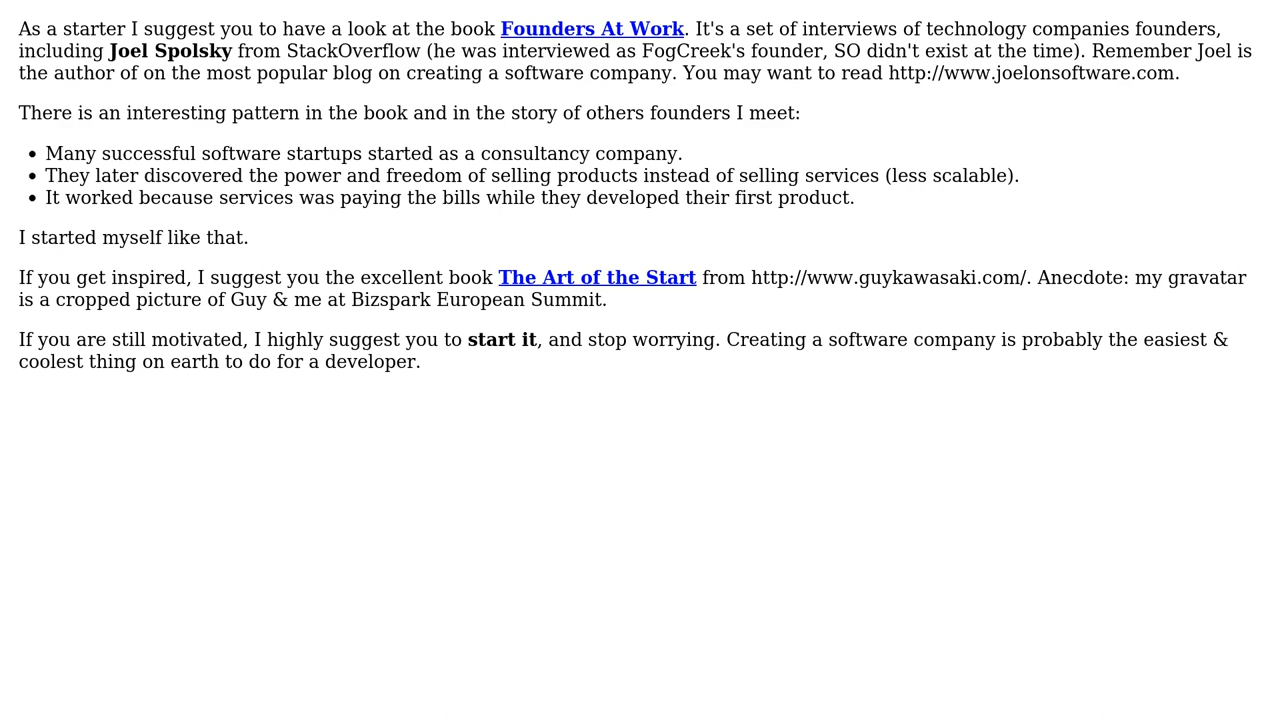 As a starter I suggest you to have a look at the book Founders At Work. It's a set of interviews of technology companies founders,
including Joel Spolsky from StackOverflow (he was interviewed as FogCreek's founder, SO didn't exist at the time). Remember Joel is
the author of on the most popular blog on creating a software company. You may want to read http://www.joelonsoftware.com.
There is an interesting pattern in the book and in the story of others founders I meet:
• Many successful software startups started as a consultancy company.
• They later discovered the power and freedom of selling products instead of selling services (less scalable).
• It worked because services was paying the bills while they developed their first product.
I started myself like that.
If you get inspired, I suggest you the excellent book The Art of the Start from http://www.guykawasaki.com/. Anecdote: my gravatar
is a cropped picture of Guy & me at Bizspark European Summit.
If you are still motivated, I highly suggest you to start it, and stop worrying. Creating a software company is probably the easiest &
coolest thing on earth to do for a developer.